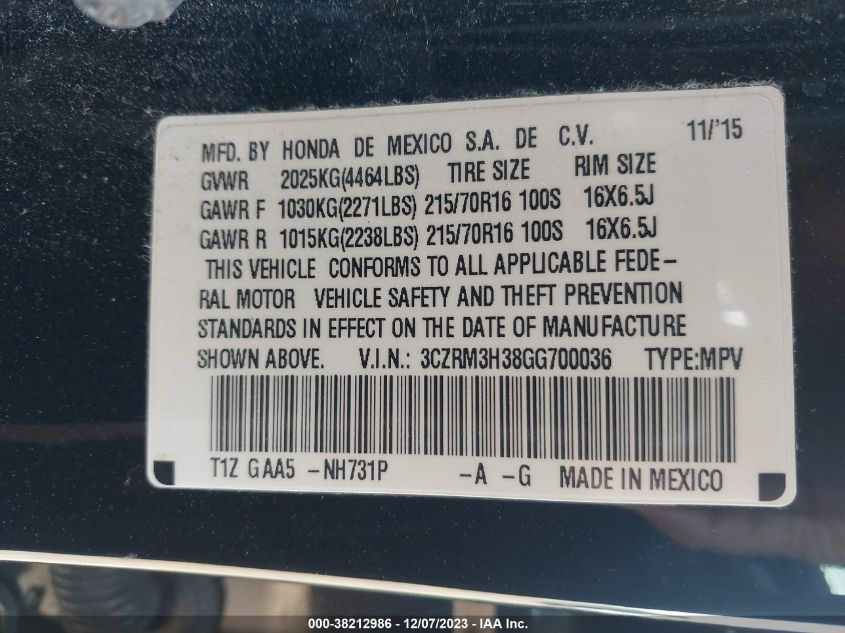 MFD. BY HONDA DE MEXICO S.A. DE C.V. 11/'15
GVWR 2025KG(4464LBS) TIRE SIZE RIM SIZE
GAWR F 1030KG(2271LBS) 215/70R16 100S 16X6.5J
GAWR R 1015KG(2238LBS) 215/70R16 100S 16X6.5J
THIS VEHICLE CONFORMS TO ALL APPLICABLE FEDE-
RAL MOTOR VEHICLE SAFETY AND THEFT PREVENTION
STANDARDS IN EFFECT ON THE DATE OF MANUFACTURE
SHOWN ABOVE. V.I.N.: 3CZRM3H38GG700036 TYPE:MPV
T1Z GAA5 -NH731P -A -G MADE IN MEXICO
000-38212986 - 12/07/2023 - IAA Inc.